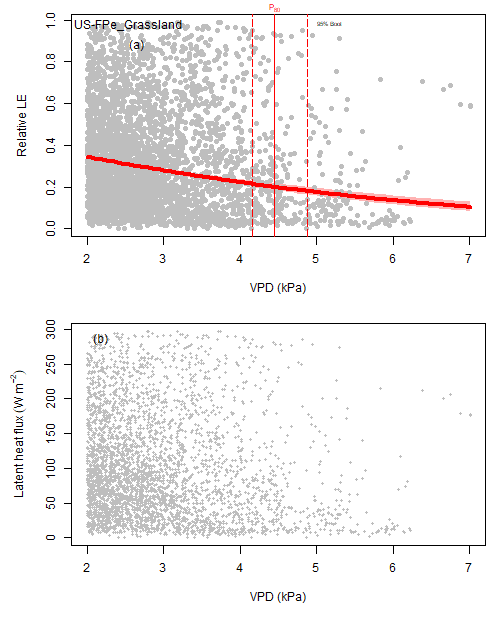 P50
95% Boot
US-FPe_Grassland
(a)
1.0
0.8
0.6
0.4
0.2
0.0
Relative LE
2 3 4 5 6 7
VPD (kPa)
(b)
300
250
200
150
100
50
0
Latent heat flux (W m⁻²)
2 3 4 5 6 7
VPD (kPa)